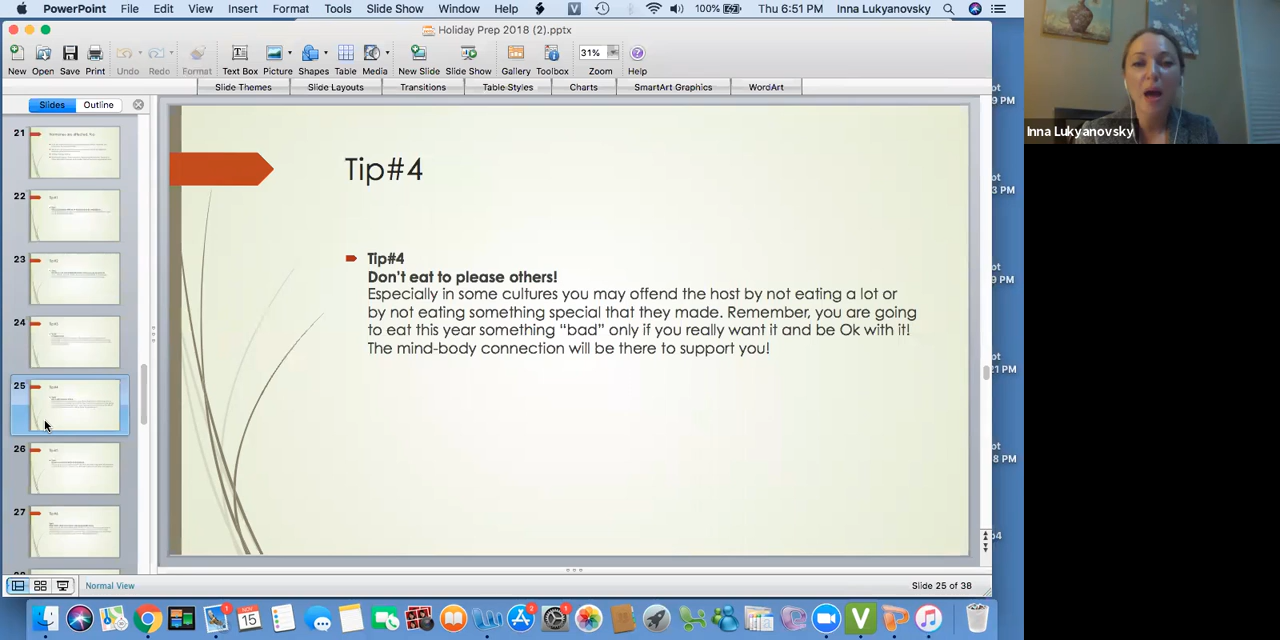 PowerPoint File Edit View Insert Format Tools Slide Show Window Help 100% Thu 6:51 PM Inna Lukyanovsky
Holiday Prep 2018 (2).pptx
31%
New Open Save Print Undo Redo Format Text Box Picture Shapes Table Media New Slide Slide Show Gallery Toolbox Zoom Help
Slide Themes Slide Layouts Transitions Table Styles Charts SmartArt Graphics WordArt
Slides Outline
21
22
23
24
25
26
27
Tip#4
Tip#4
Don't eat to please others!
Especially in some cultures you may offend the host by not eating a lot or
by not eating something special that they made. Remember, you are going
to eat this year something “bad” only if you really want it and be Ok with it!
The mind-body connection will be there to support you!
Normal View
Slide 25 of 38
Inna Lukyanovsky
NOV
15